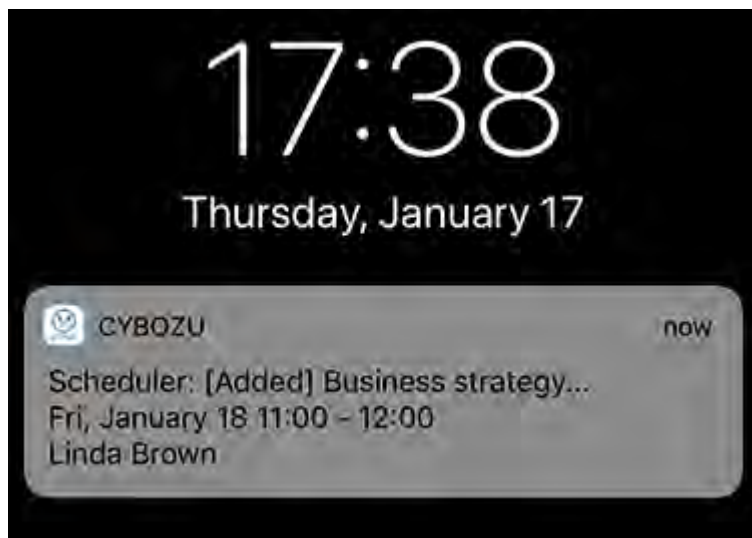 17:38
Thursday, January 17
CYBOZU now
Scheduler: [Added] Business strategy...
Fri, January 18 11:00 - 12:00
Linda Brown